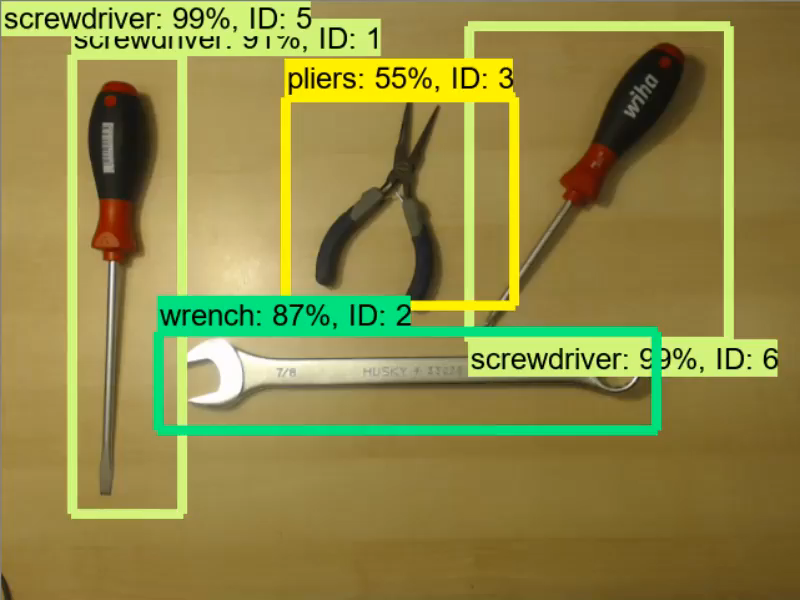 screwdriver: 99%, ID: 5
screwdriver: 91%, ID: 1
pliers: 55%, ID: 3
wiha
wrench: 87%, ID: 2
screwdriver: 99%, ID: 6
7/8
HUSKY